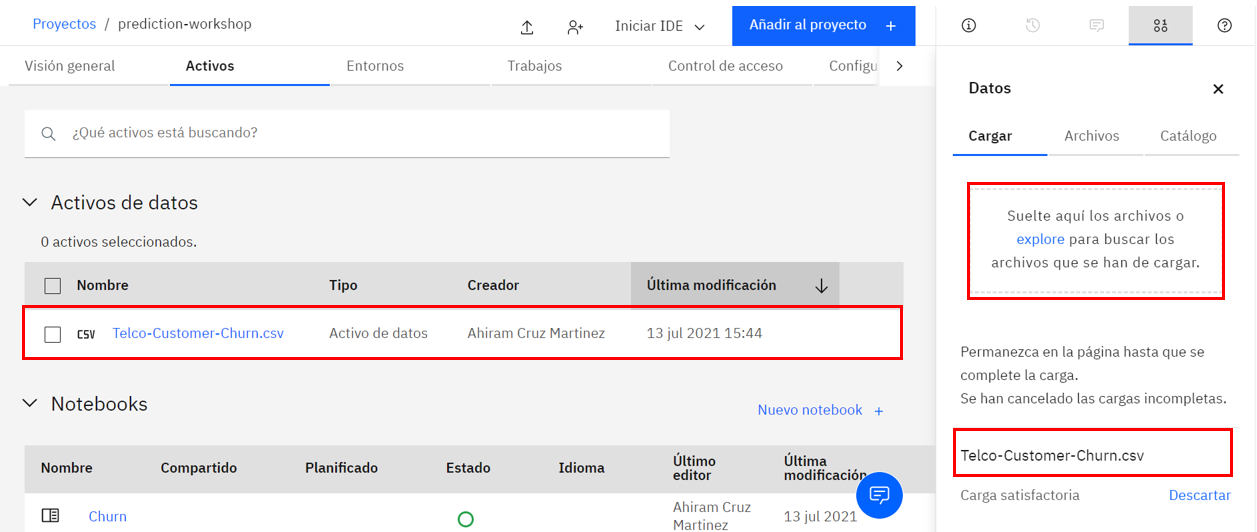 Proyectos / prediction-workshop
Iniciar IDE
Añadir al proyecto +
Visión general
Activos
Entornos
Trabajos
Control de acceso
Configu
¿Qué activos está buscando?
Activos de datos
0 activos seleccionados.
Nombre Tipo Creador Última modificación
CSV Telco-Customer-Churn.csv Activo de datos Ahiram Cruz Martinez 13 jul 2021 15:44
Notebooks
Nuevo notebook +
Nombre Compartido Planificado Estado Idioma Último editor Última modificación
Churn Ahiram Cruz Martinez 13 jul 2021
Datos
Cargar Archivos Catálogo
Suelte aquí los archivos o
explore para buscar los
archivos que se han de cargar.
Permanezca en la página hasta que se
complete la carga.
Se han cancelado las cargas incompletas.
Telco-Customer-Churn.csv
Carga satisfactoria Descartar